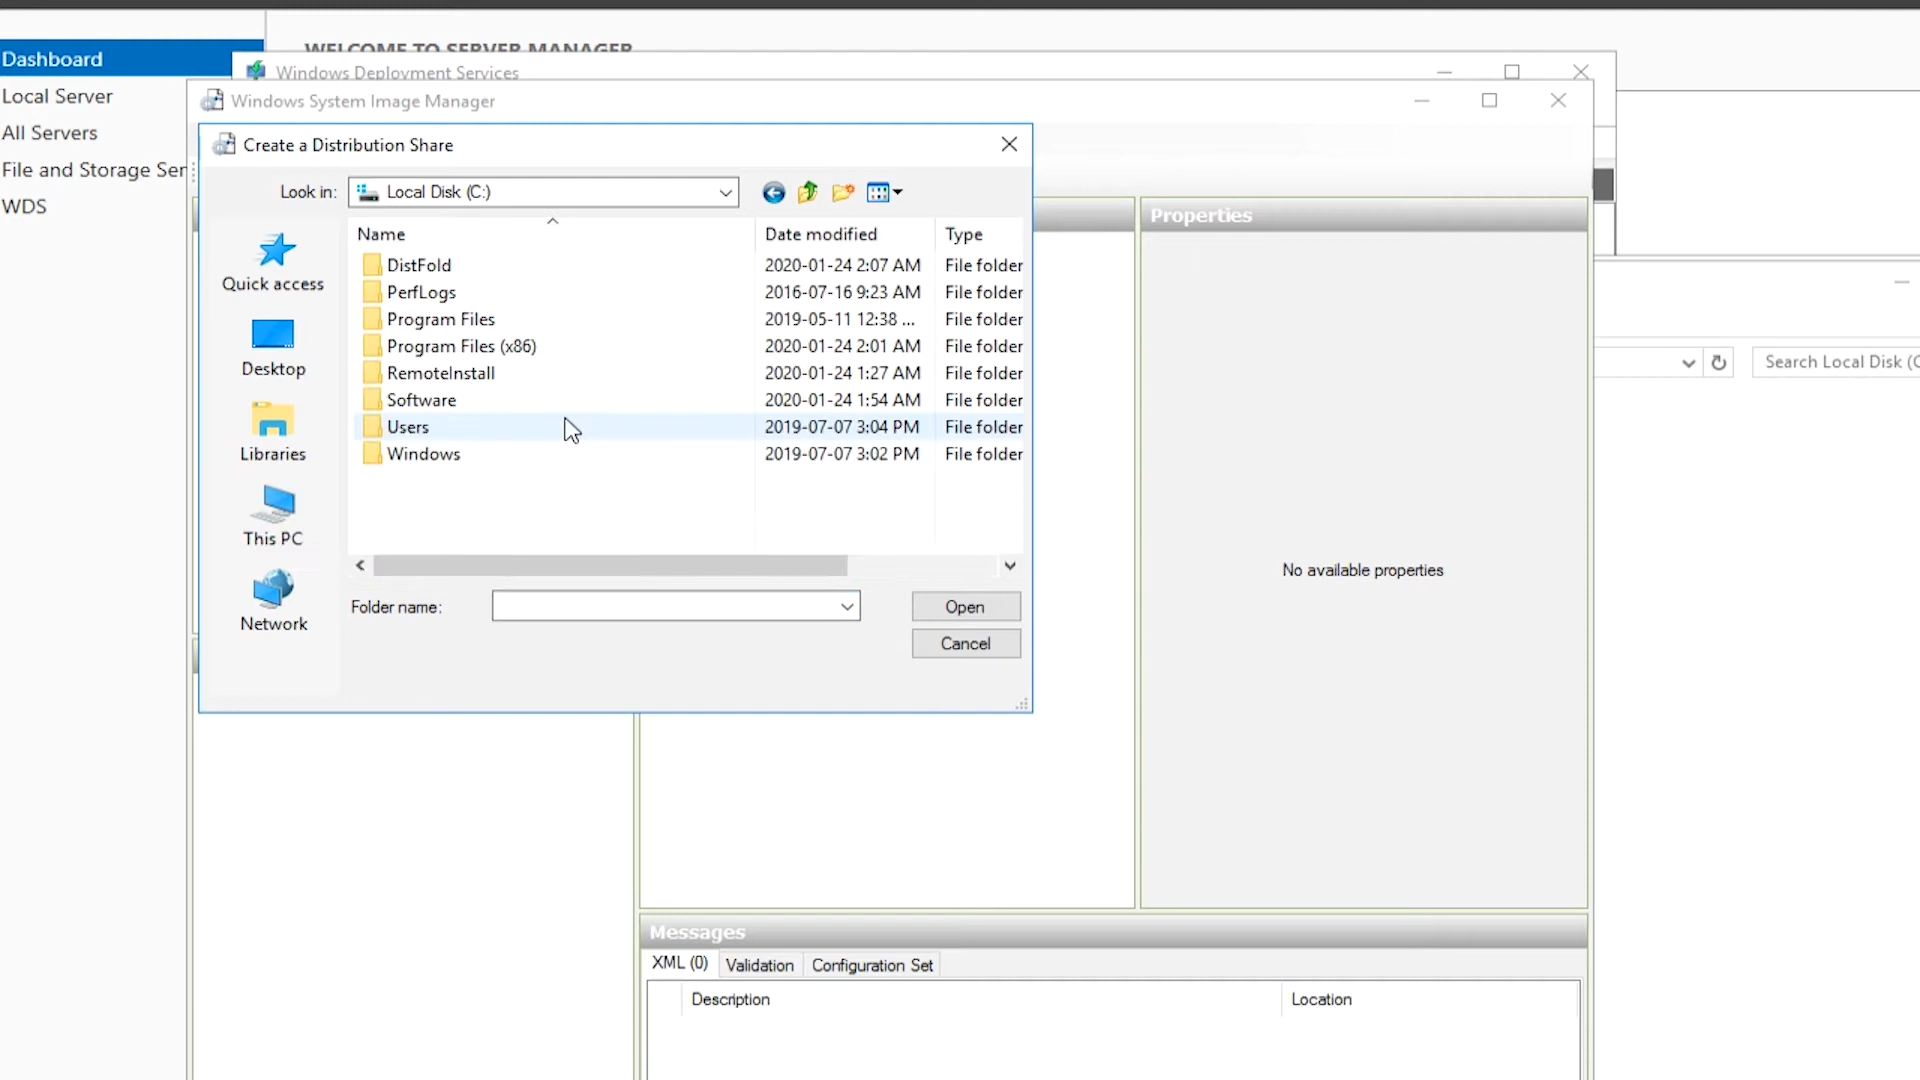 WELCOME TO SERVER MANAGER
Dashboard
Local Server
All Servers
File and Storage Ser
WDS
Windows Deployment Services
Windows System Image Manager
Create a Distribution Share
Look in:
Local Disk (C:)
Quick access
Desktop
Libraries
This PC
Network
Name Date modified Type
DistFold 2020-01-24 2:07 AM File folder
PerfLogs 2016-07-16 9:23 AM File folder
Program Files 2019-05-11 12:38 ... File folder
Program Files (x86) 2020-01-24 2:01 AM File folder
RemoteInstall 2020-01-24 1:27 AM File folder
Software 2020-01-24 1:54 AM File folder
Users 2019-07-07 3:04 PM File folder
Windows 2019-07-07 3:02 PM File folder
Folder name:
Open
Cancel
Properties
No available properties
Search Local Disk (C
Messages
XML (0) Validation Configuration Set
Description Location